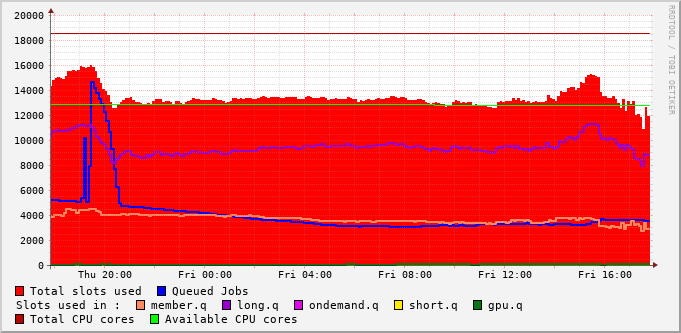 20000
18000
16000
14000
12000
10000
8000
6000
4000
2000
0
Thu 20:00 Fri 00:00 Fri 04:00 Fri 08:00 Fri 12:00 Fri 16:00
RRDTOOL / TOBI OETIKER
Total slots used Queued Jobs
Slots used in : member.q long.q ondemand.q short.q gpu.q
Total CPU cores Available CPU cores